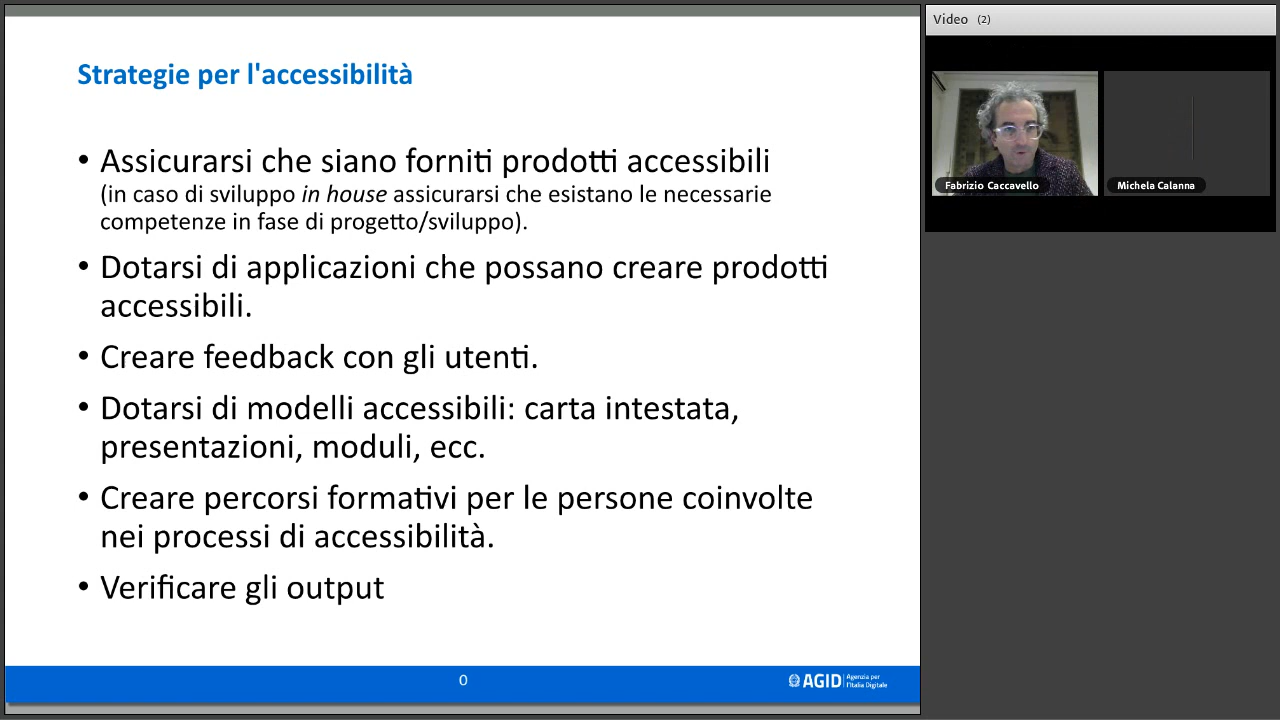 Strategie per l'accessibilità
• Assicurarsi che siano forniti prodotti accessibili
(in caso di sviluppo in house assicurarsi che esistano le necessarie
competenze in fase di progetto/sviluppo).
• Dotarsi di applicazioni che possano creare prodotti
accessibili.
• Creare feedback con gli utenti.
• Dotarsi di modelli accessibili: carta intestata,
presentazioni, moduli, ecc.
• Creare percorsi formativi per le persone coinvolte
nei processi di accessibilità.
• Verificare gli output
0
AGID
Agenzia per
l'Italia Digitale
Video (2)
Fabrizio Caccavello
Michela Calanna